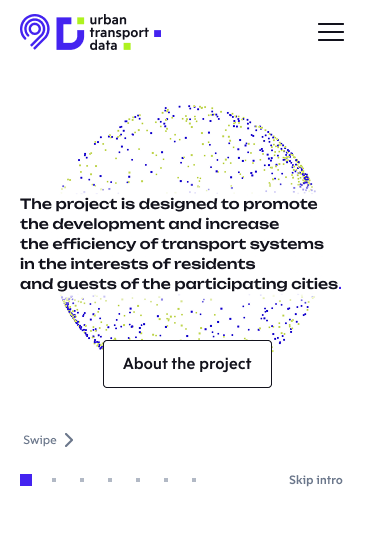 urban
transport
data
The project is designed to promote
the development and increase
the efficiency of transport systems
in the interests of residents
and guests of the participating cities.
About the project
Swipe
Skip intro